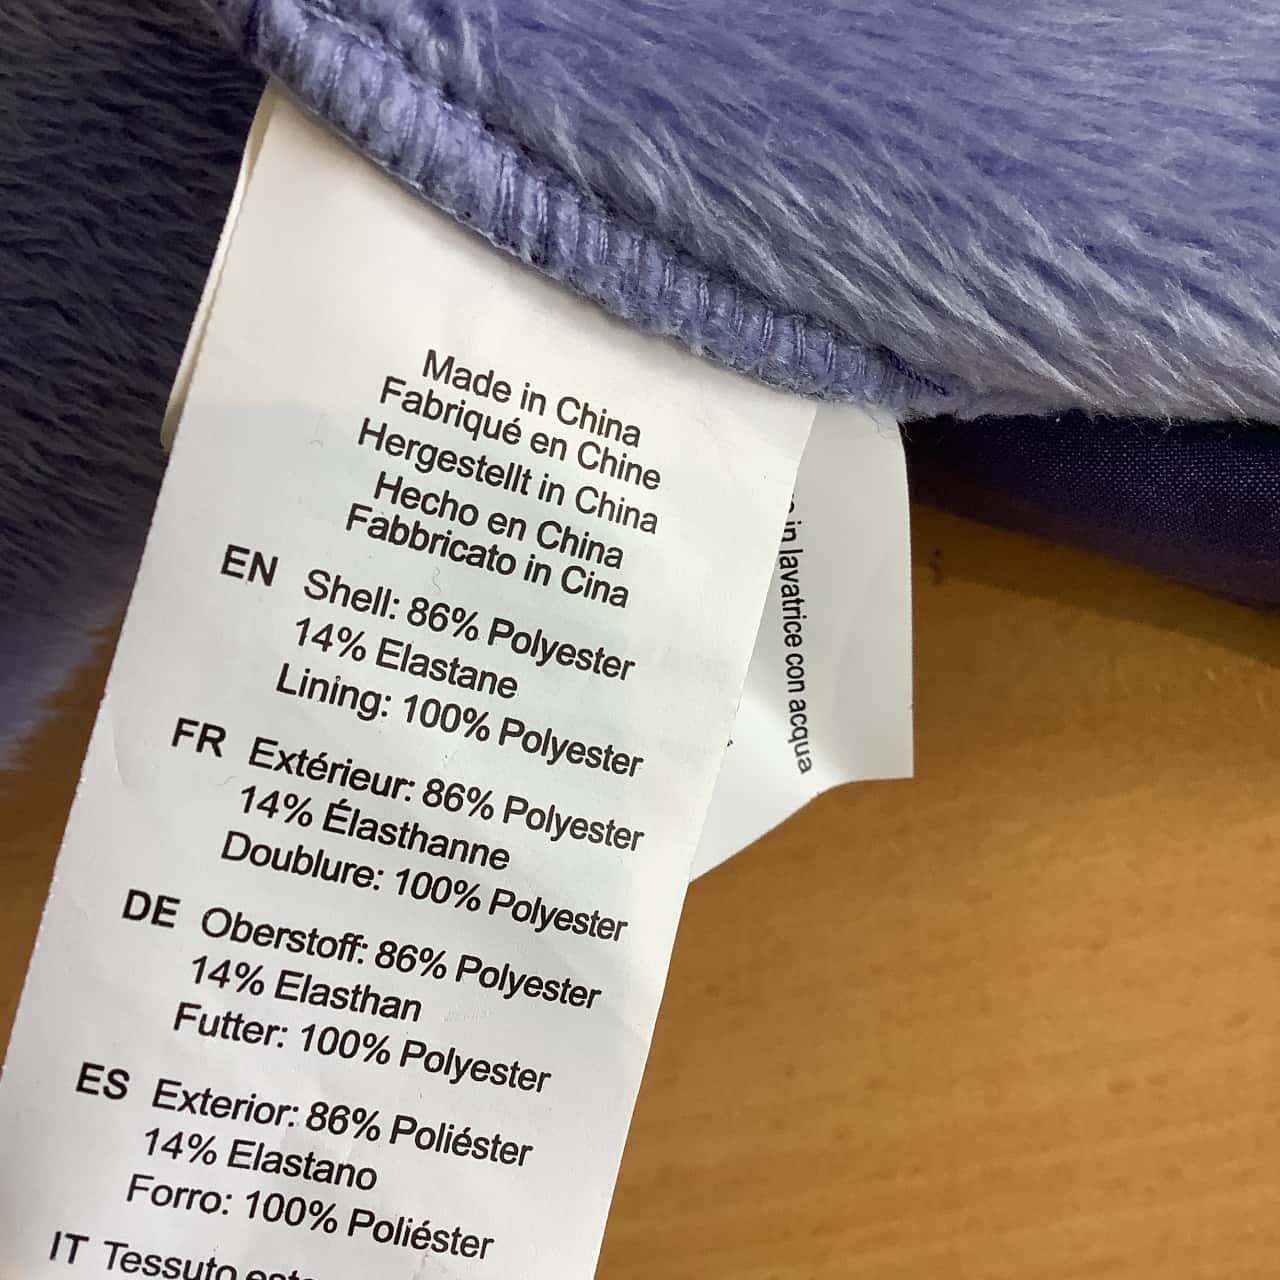 Made in China
Fabriqué en Chine
Hergestellt in China
Hecho en China
Fabbricato in Cina
EN Shell: 86% Polyester
14% Elastane
Lining: 100% Polyester
FR Extérieur: 86% Polyester
14% Élasthanne
Doublure: 100% Polyester
DE Oberstoff: 86% Polyester
14% Elasthan
Futter: 100% Polyester
ES Exterior: 86% Poliéster
14% Elastano
Forro: 100% Poliéster
IT Tessuto
in lavatrice con acqua